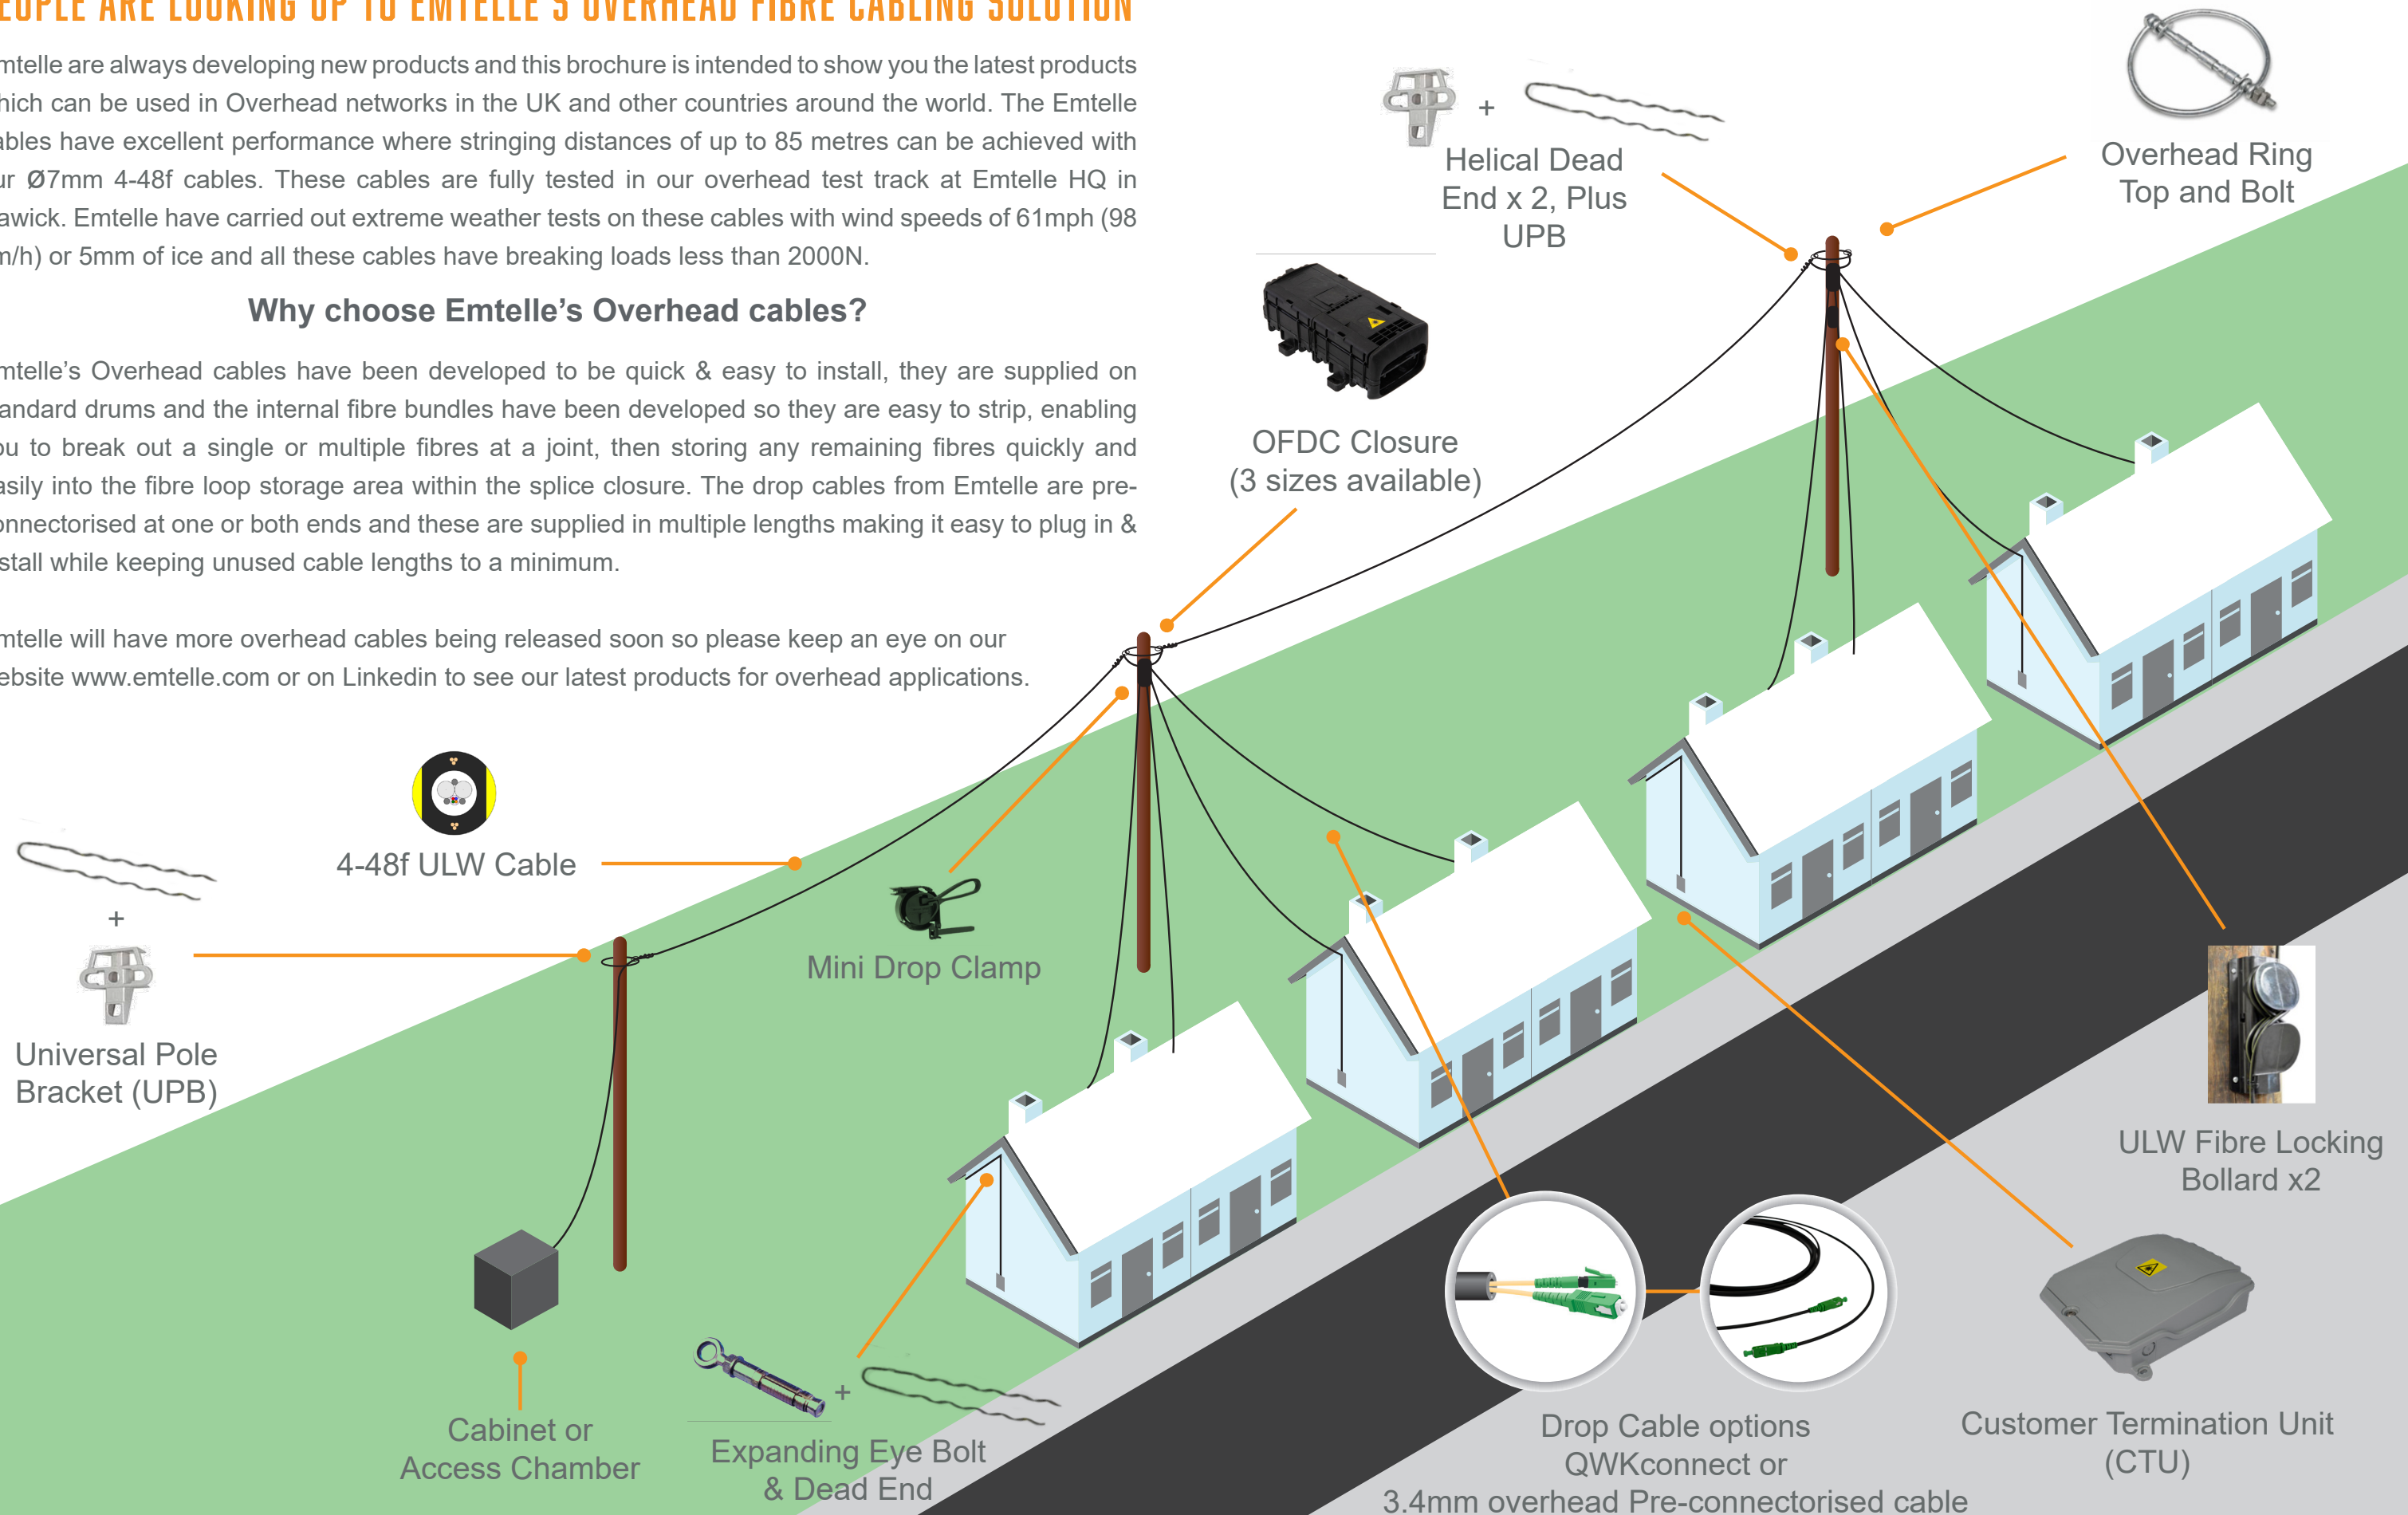 EOPLE ARE LOOKING UP TO EMTELLE'S OVERHEAD FIBRE CABLING SOLUTION
mtelle are always developing new products and this brochure is intended to show you the latest products
hich can be used in Overhead networks in the UK and other countries around the world. The Emtelle
ables have excellent performance where stringing distances of up to 85 metres can be achieved with
ur Ø7mm 4-48f cables. These cables are fully tested in our overhead test track at Emtelle HQ in
awick. Emtelle have carried out extreme weather tests on these cables with wind speeds of 61mph (98
m/h) or 5mm of ice and all these cables have breaking loads less than 2000N.
Why choose Emtelle's Overhead cables?
mtelle's Overhead cables have been developed to be quick & easy to install, they are supplied on
andard drums and the internal fibre bundles have been developed so they are easy to strip, enabling
ou to break out a single or multiple fibres at a joint, then storing any remaining fibres quickly and
asily into the fibre loop storage area within the splice closure. The drop cables from Emtelle are pre-
onnectorised at one or both ends and these are supplied in multiple lengths making it easy to plug in &
stall while keeping unused cable lengths to a minimum.
mtelle will have more overhead cables being released soon so please keep an eye on our
ebsite www.emtelle.com or on Linkedin to see our latest products for overhead applications.
+
Helical Dead
End x 2, Plus
UPB
Overhead Ring
Top and Bolt
OFDC Closure
(3 sizes available)
4-48f ULW Cable
+
Universal Pole
Bracket (UPB)
Mini Drop Clamp
ULW Fibre Locking
Bollard x2
Cabinet or
Access Chamber
+
Expanding Eye Bolt
& Dead End
Drop Cable options
QWKconnect or
3.4mm overhead Pre-connectorised cable
Customer Termination Unit
(CTU)